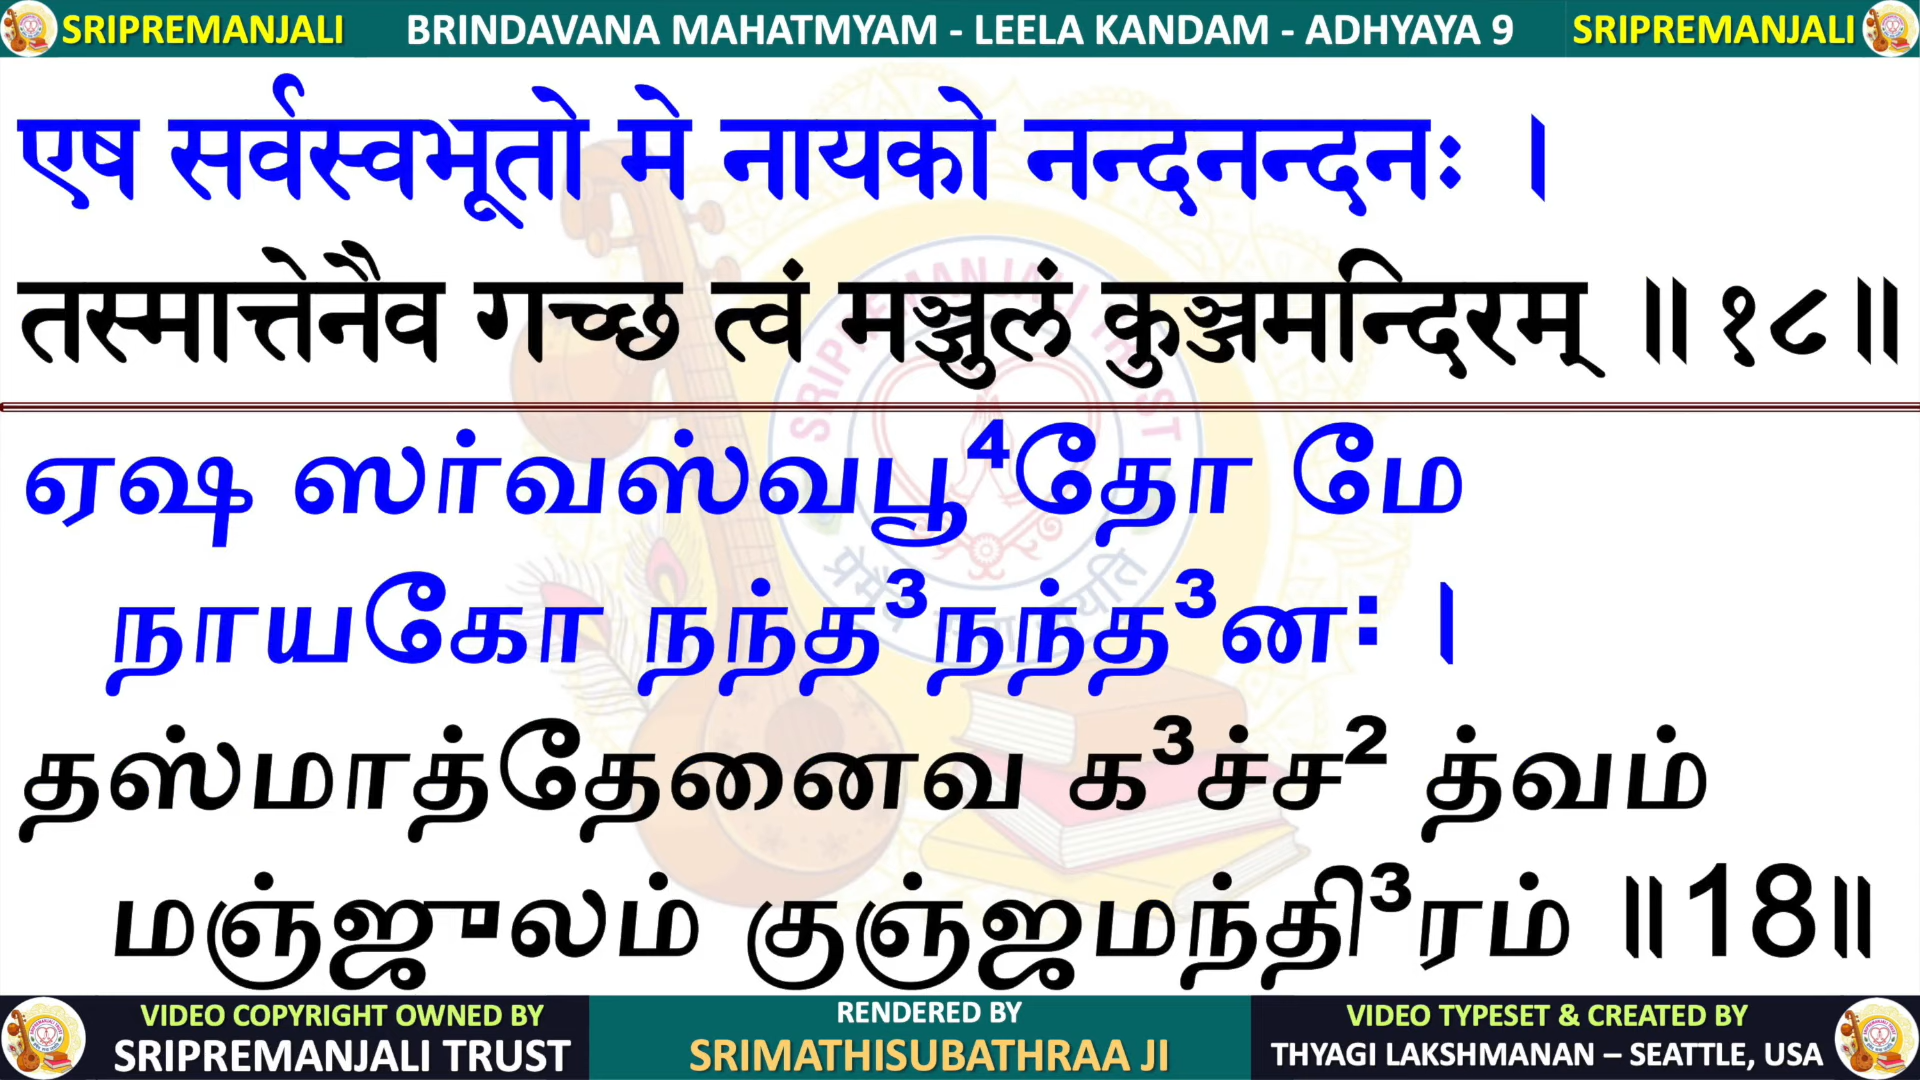 SRIPREMANJALI BRINDAVANA MAHATMYAM - LEELA KANDAM - ADHYAYA 9 SRIPREMANJALI
एष सर्वस्वभूतो मे नायको नन्दनन्दनः ।
तस्मात्तेनैव गच्छ त्वं मञ्जुलं कुञ्जमन्दिरम् ॥ १८॥
ஏஷ ஸர்வஸ்வபூ⁴தோ மே
நாயகோ நந்த³நந்த³ன꞉ ।
தஸ்மாத்தேனைவ க³ச்ச² த்வம்
மஞ்ஜுலம் குஞ்ஜமந்தி³ரம் ॥18॥
VIDEO COPYRIGHT OWNED BY
SRIPREMANJALI TRUST
RENDERED BY
SRIMATHISUBATHRAA JI
VIDEO TYPESET & CREATED BY
THYAGI LAKSHMANAN – SEATTLE, USA